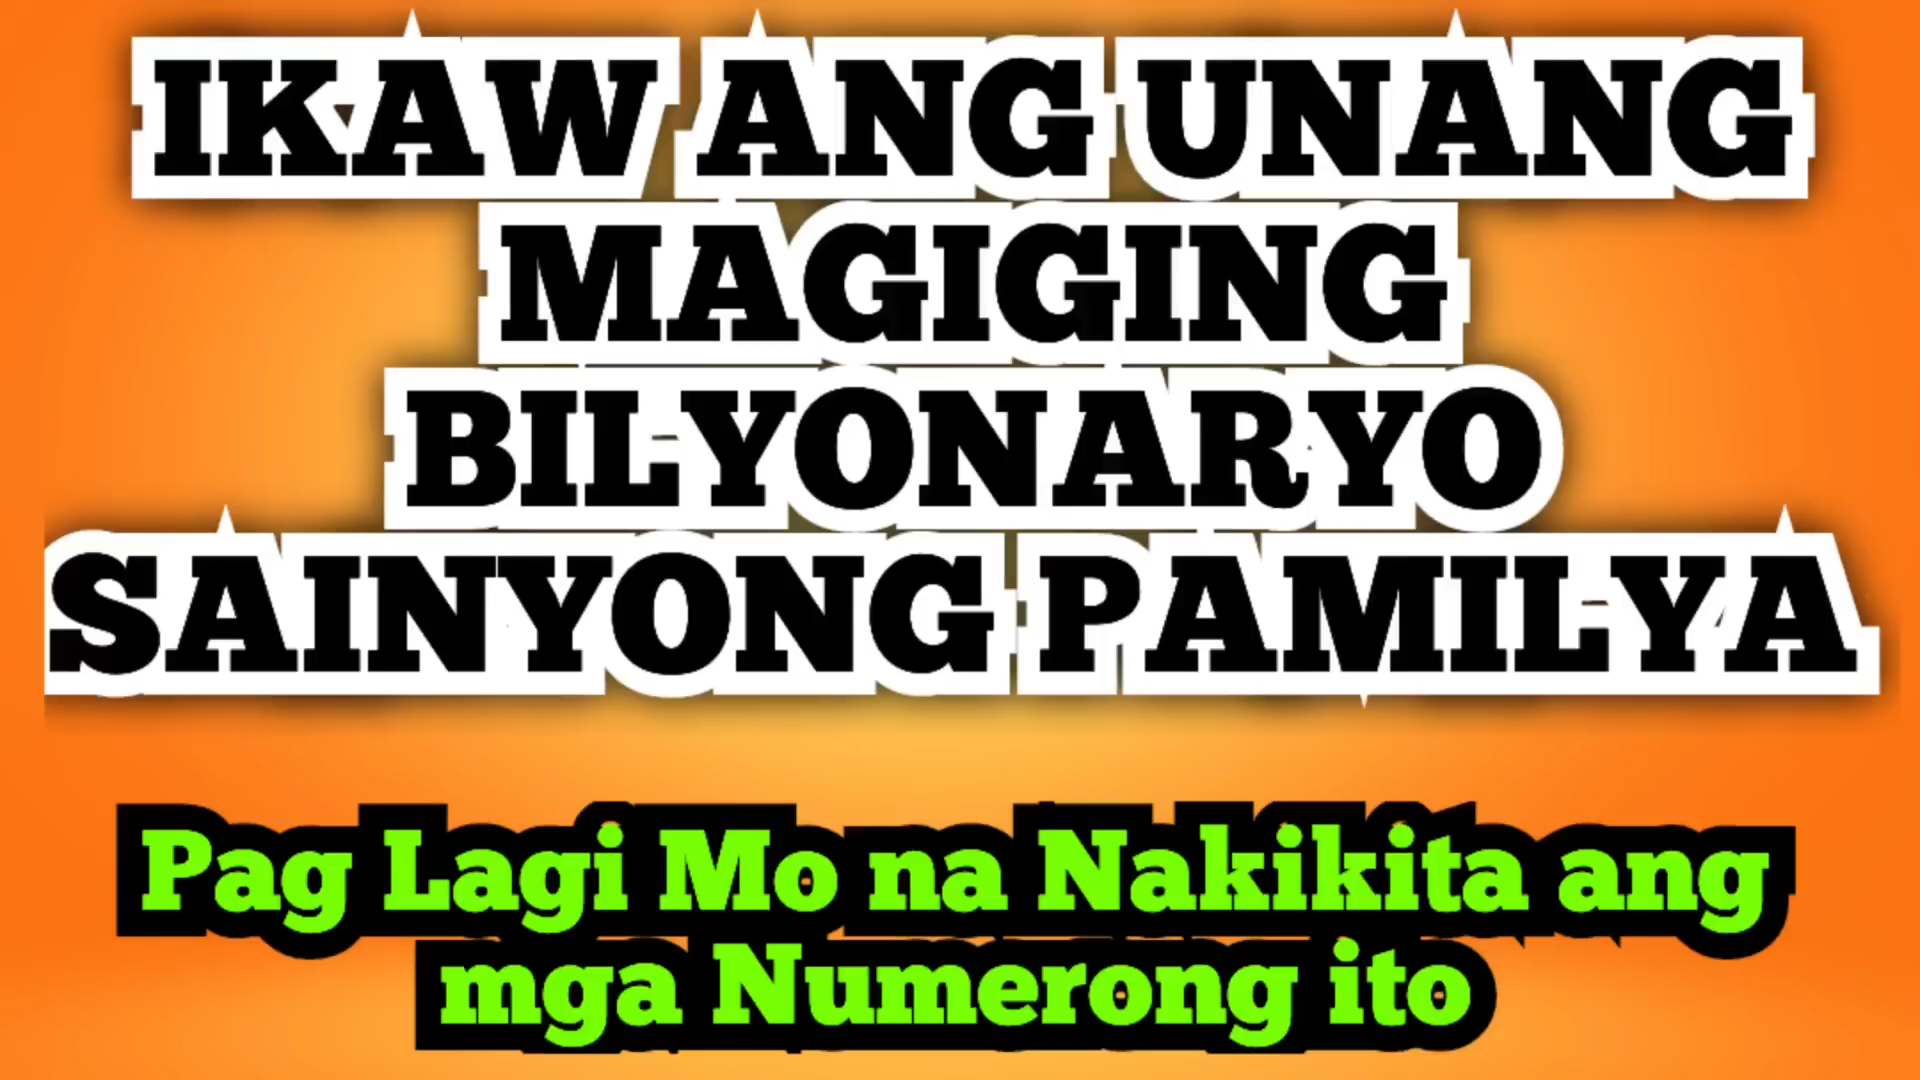 IKAW ANG UNANG
MAGIGING
BILYONARYO
SAINYONG PAMILYA
Pag Lagi Mo na Nakikita ang
mga Numerong ito